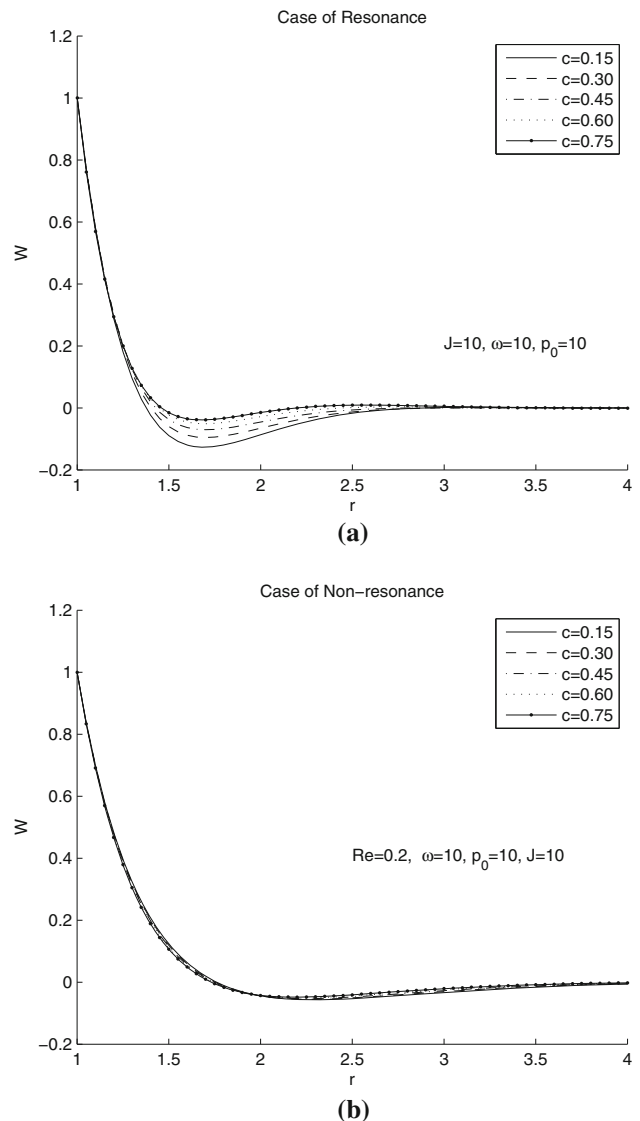 Case of Resonance
1.2
1
0.8
0.6
0.4
0.2
0
−0.2
W
c=0.15
c=0.30
c=0.45
c=0.60
c=0.75
J=10, ω=10, p0=10
1 1.5 2 2.5 3 3.5 4
r
(a)
Case of Non−resonance
1.2
1
0.8
0.6
0.4
0.2
0
−0.2
W
c=0.15
c=0.30
c=0.45
c=0.60
c=0.75
Re=0.2, ω=10, p0=10, J=10
1 1.5 2 2.5 3 3.5 4
r
(b)